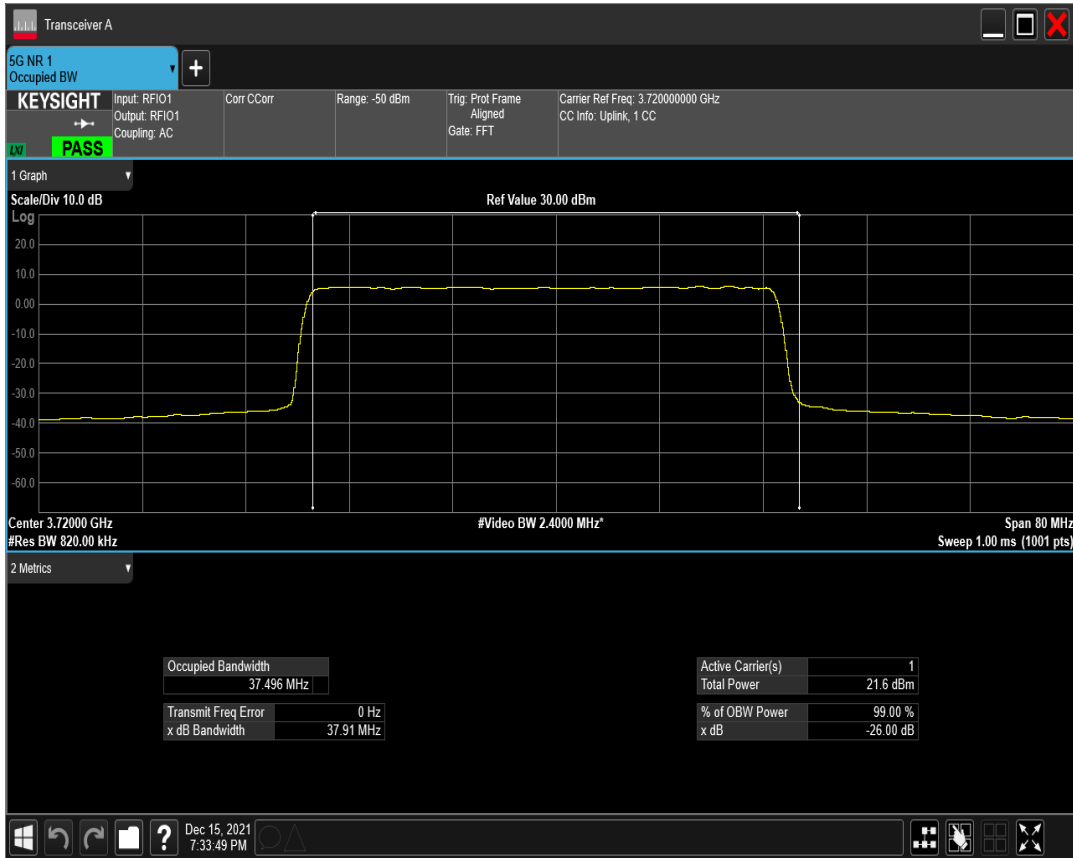 Transceiver A
5G NR 1
Occupied BW
KEYSIGHT
LXI
PASS
Input: RFIO1
Output: RFIO1
Coupling: AC
Corr CCorr
Range: -50 dBm
Trig: Prot Frame
Aligned
Gate: FFT
Carrier Ref Freq: 3.720000000 GHz
CC Info: Uplink, 1 CC
1 Graph
Scale/Div 10.0 dB
Ref Value 30.00 dBm
Log
20.0
10.0
0.00
-10.0
-20.0
-30.0
-40.0
-50.0
-60.0
Center 3.72000 GHz
#Video BW 2.4000 MHz*
Span 80 MHz
#Res BW 820.00 kHz
Sweep 1.00 ms (1001 pts)
2 Metrics
Occupied Bandwidth
37.496 MHz
Transmit Freq Error 0 Hz
x dB Bandwidth 37.91 MHz
Active Carrier(s) 1
Total Power 21.6 dBm
% of OBW Power 99.00 %
x dB -26.00 dB
?
Dec 15, 2021
7:33:49 PM